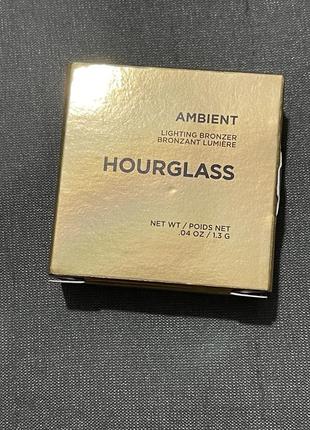 AMBIENT
LIGHTING BRONZER
BRONZANT LUMIÈRE
HOURGLASS
NET WT / POIDS NET
.04 OZ / 1.3 G